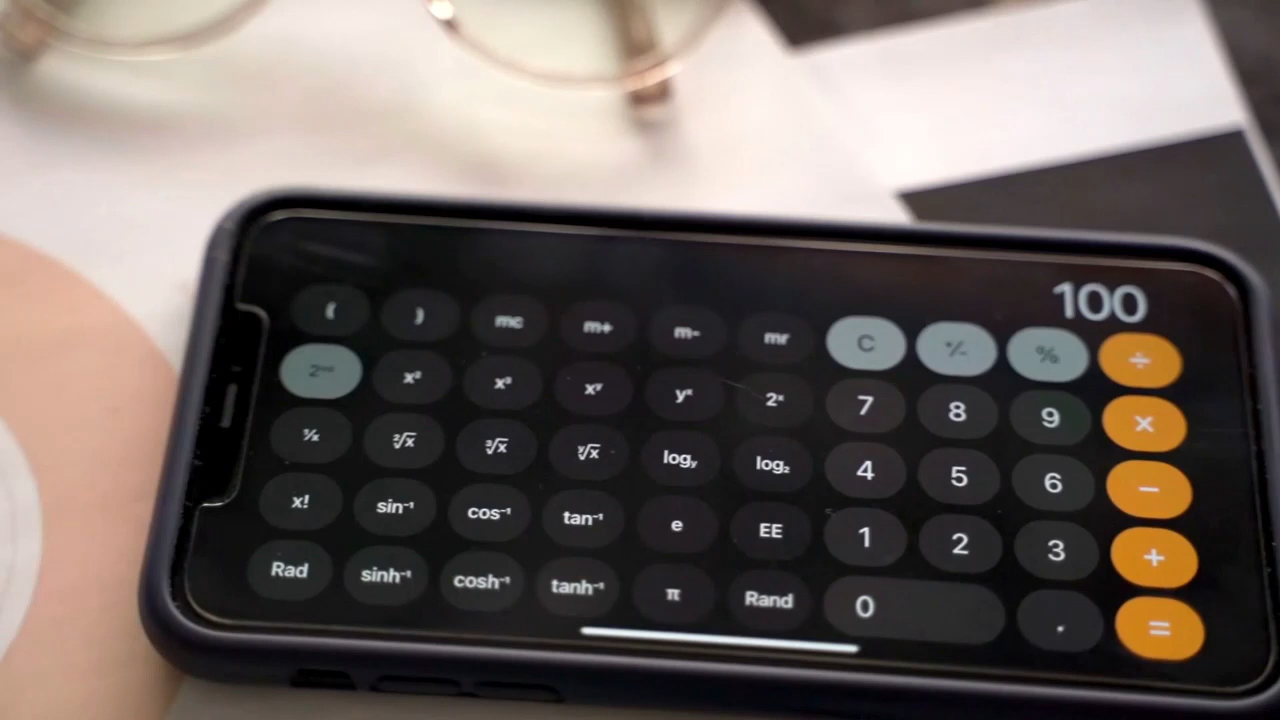 100
( ) mc m+ m- mr C ⁺∕₋ % ÷
2ⁿᵈ x² x³ xʸ yˣ 2ˣ 7 8 9 ×
¹∕ₓ ²√x ³√x ʸ√x logᵧ log₂ 4 5 6 −
x! sin⁻¹ cos⁻¹ tan⁻¹ e EE 1 2 3 +
Rad sinh⁻¹ cosh⁻¹ tanh⁻¹ π Rand 0 . =